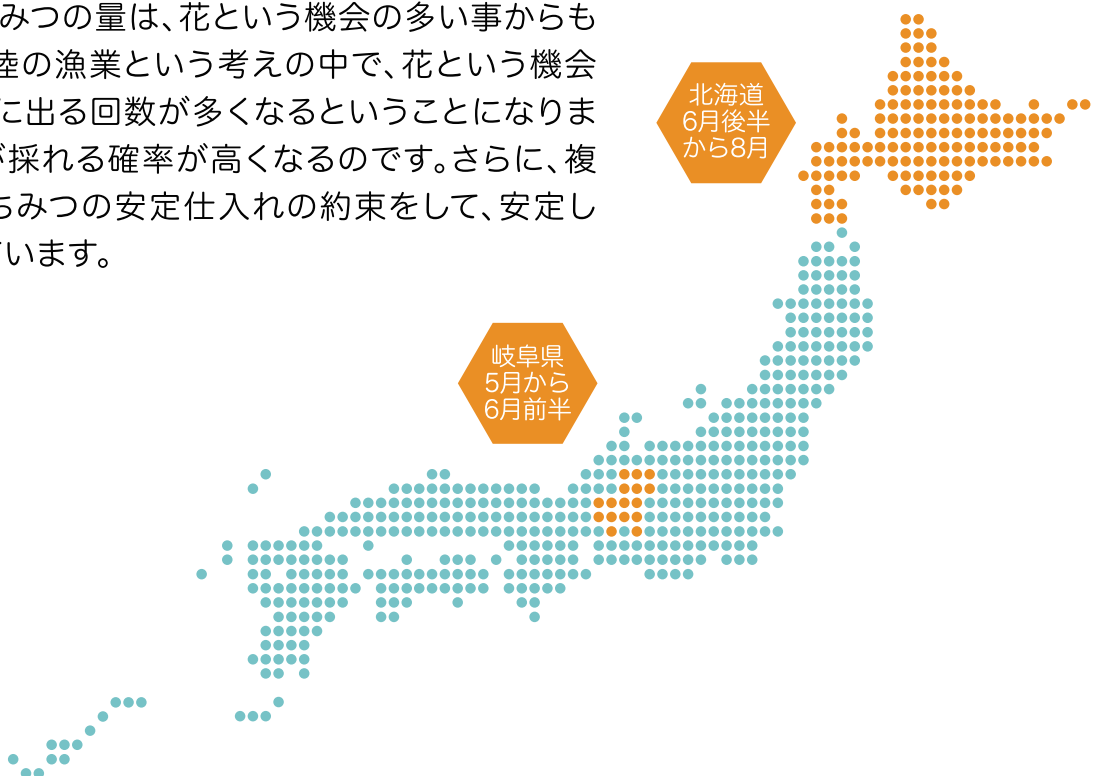 みつの量は、花という機会の多い事からも
陸の漁業という考えの中で、花という機会
に出る回数が多くなるということになりま
が採れる確率が高くなるのです。さらに、複
ちみつの安定仕入れの約束をして、安定し
ています。
北海道
6月後半
から8月
岐阜県
5月から
6月前半